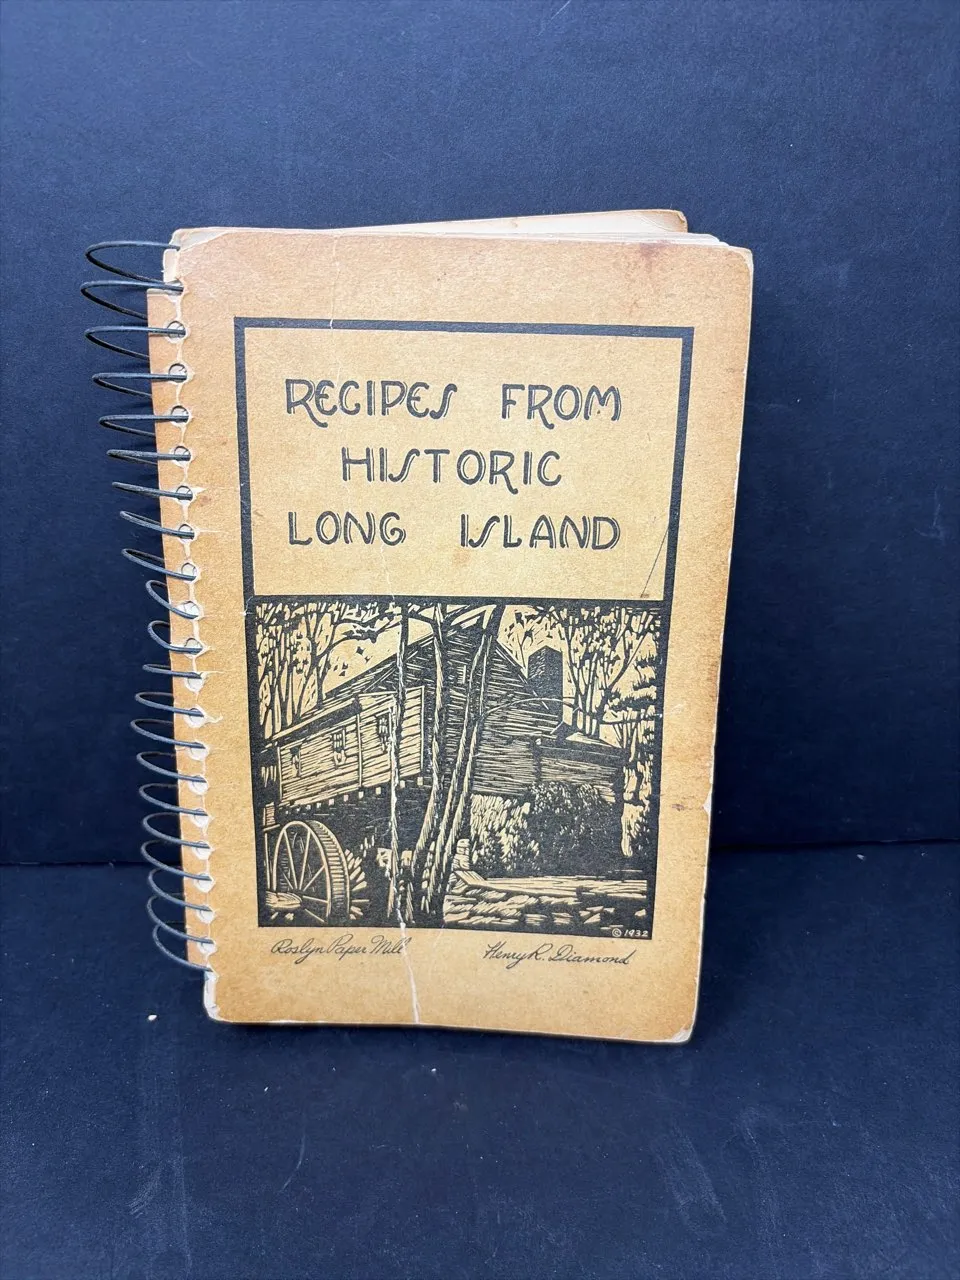 RECIPES FROM
HISTORIC
LONG ISLAND
© 1932
Roslyn Paper Mill
Henry R. Diamond